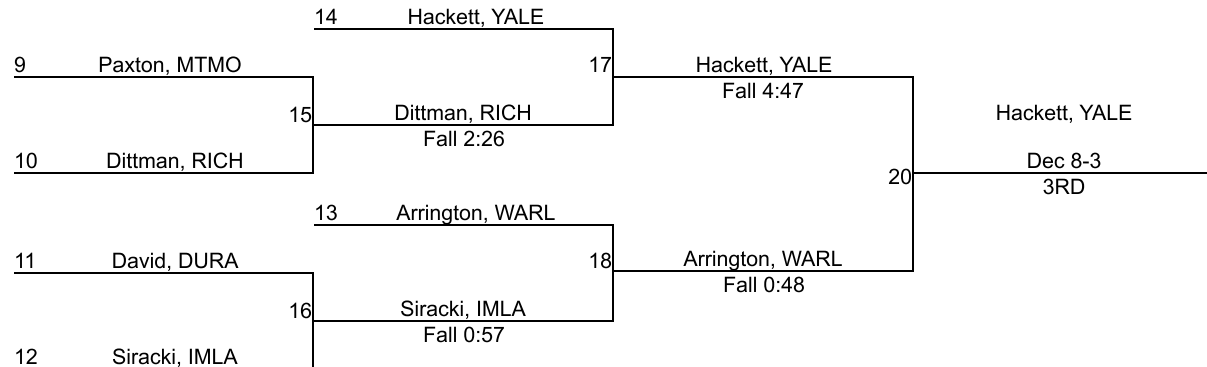 14 Hackett, YALE
9 Paxton, MTMO
17 Hackett, YALE
Fall 4:47
15 Dittman, RICH
Fall 2:26
Hackett, YALE
10 Dittman, RICH
Dec 8-3
20
3RD
13 Arrington, WARL
11 David, DURA
18 Arrington, WARL
Fall 0:48
16 Siracki, IMLA
Fall 0:57
12 Siracki, IMLA